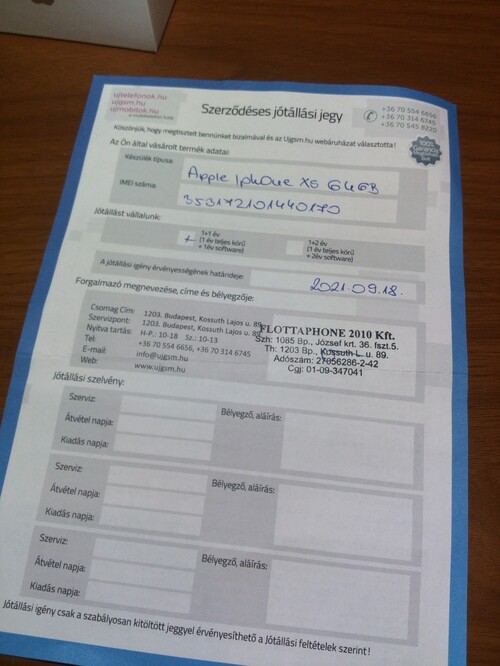 ujtelefonok.hu
ujgsm.hu
ujmobilok.hu
Szerződéses jótállási jegy
+36 70 554 6656
+36 70 314 6745
+36 70 545 8220
Köszönjük, hogy megtisztelt bennünket bizalmával és az Ujgsm.hu webáruházat választotta!
100%
Garancia
Az Ön által vásárolt termék adatai:
Készülék típusa: Apple Iphone XS 64GB
IMEI száma: 353172101440170
Jótállást vállalunk:
1+1 év
(1 év teljes körű
+ 1év software)
1+2 év
(1 év teljes körű
+ 2év software)
A jótállási igény érvényességének határideje: 2021.09.18.
Forgalmazó megnevezése, címe és bélyegzője:
Csomag Cím: 1203. Budapest, Kossuth Lajos u. 89.
Szervizpont: 1203. Budapest, Kossuth Lajos u. 89.
Nyitva tartás: H-P.: 10-18 Sz.: 10-13
Tel: +36 70 554 6656, +36 70 314 6745
E-mail: info@ujgsm.hu
Web: www.ujgsm.hu
FLOTTAPHONE 2010 Kft.
Szh: 1085 Bp., József krt. 36. fszt.5.
Th: 1203 Bp., Kossuth L. u. 89.
Adószám: 27056286-2-42
Cgj: 01-09-347041
Jótállási szelvény:
Szerviz:
Átvétel napja:
Kiadás napja:
Bélyegző, aláírás:
Szerviz:
Átvétel napja:
Kiadás napja:
Bélyegző, aláírás:
Szerviz:
Átvétel napja:
Kiadás napja:
Bélyegző, aláírás:
Jótállási igény csak a szabályosan kitöltött jeggyel érvényesíthető a Jótállási feltételek szerint!